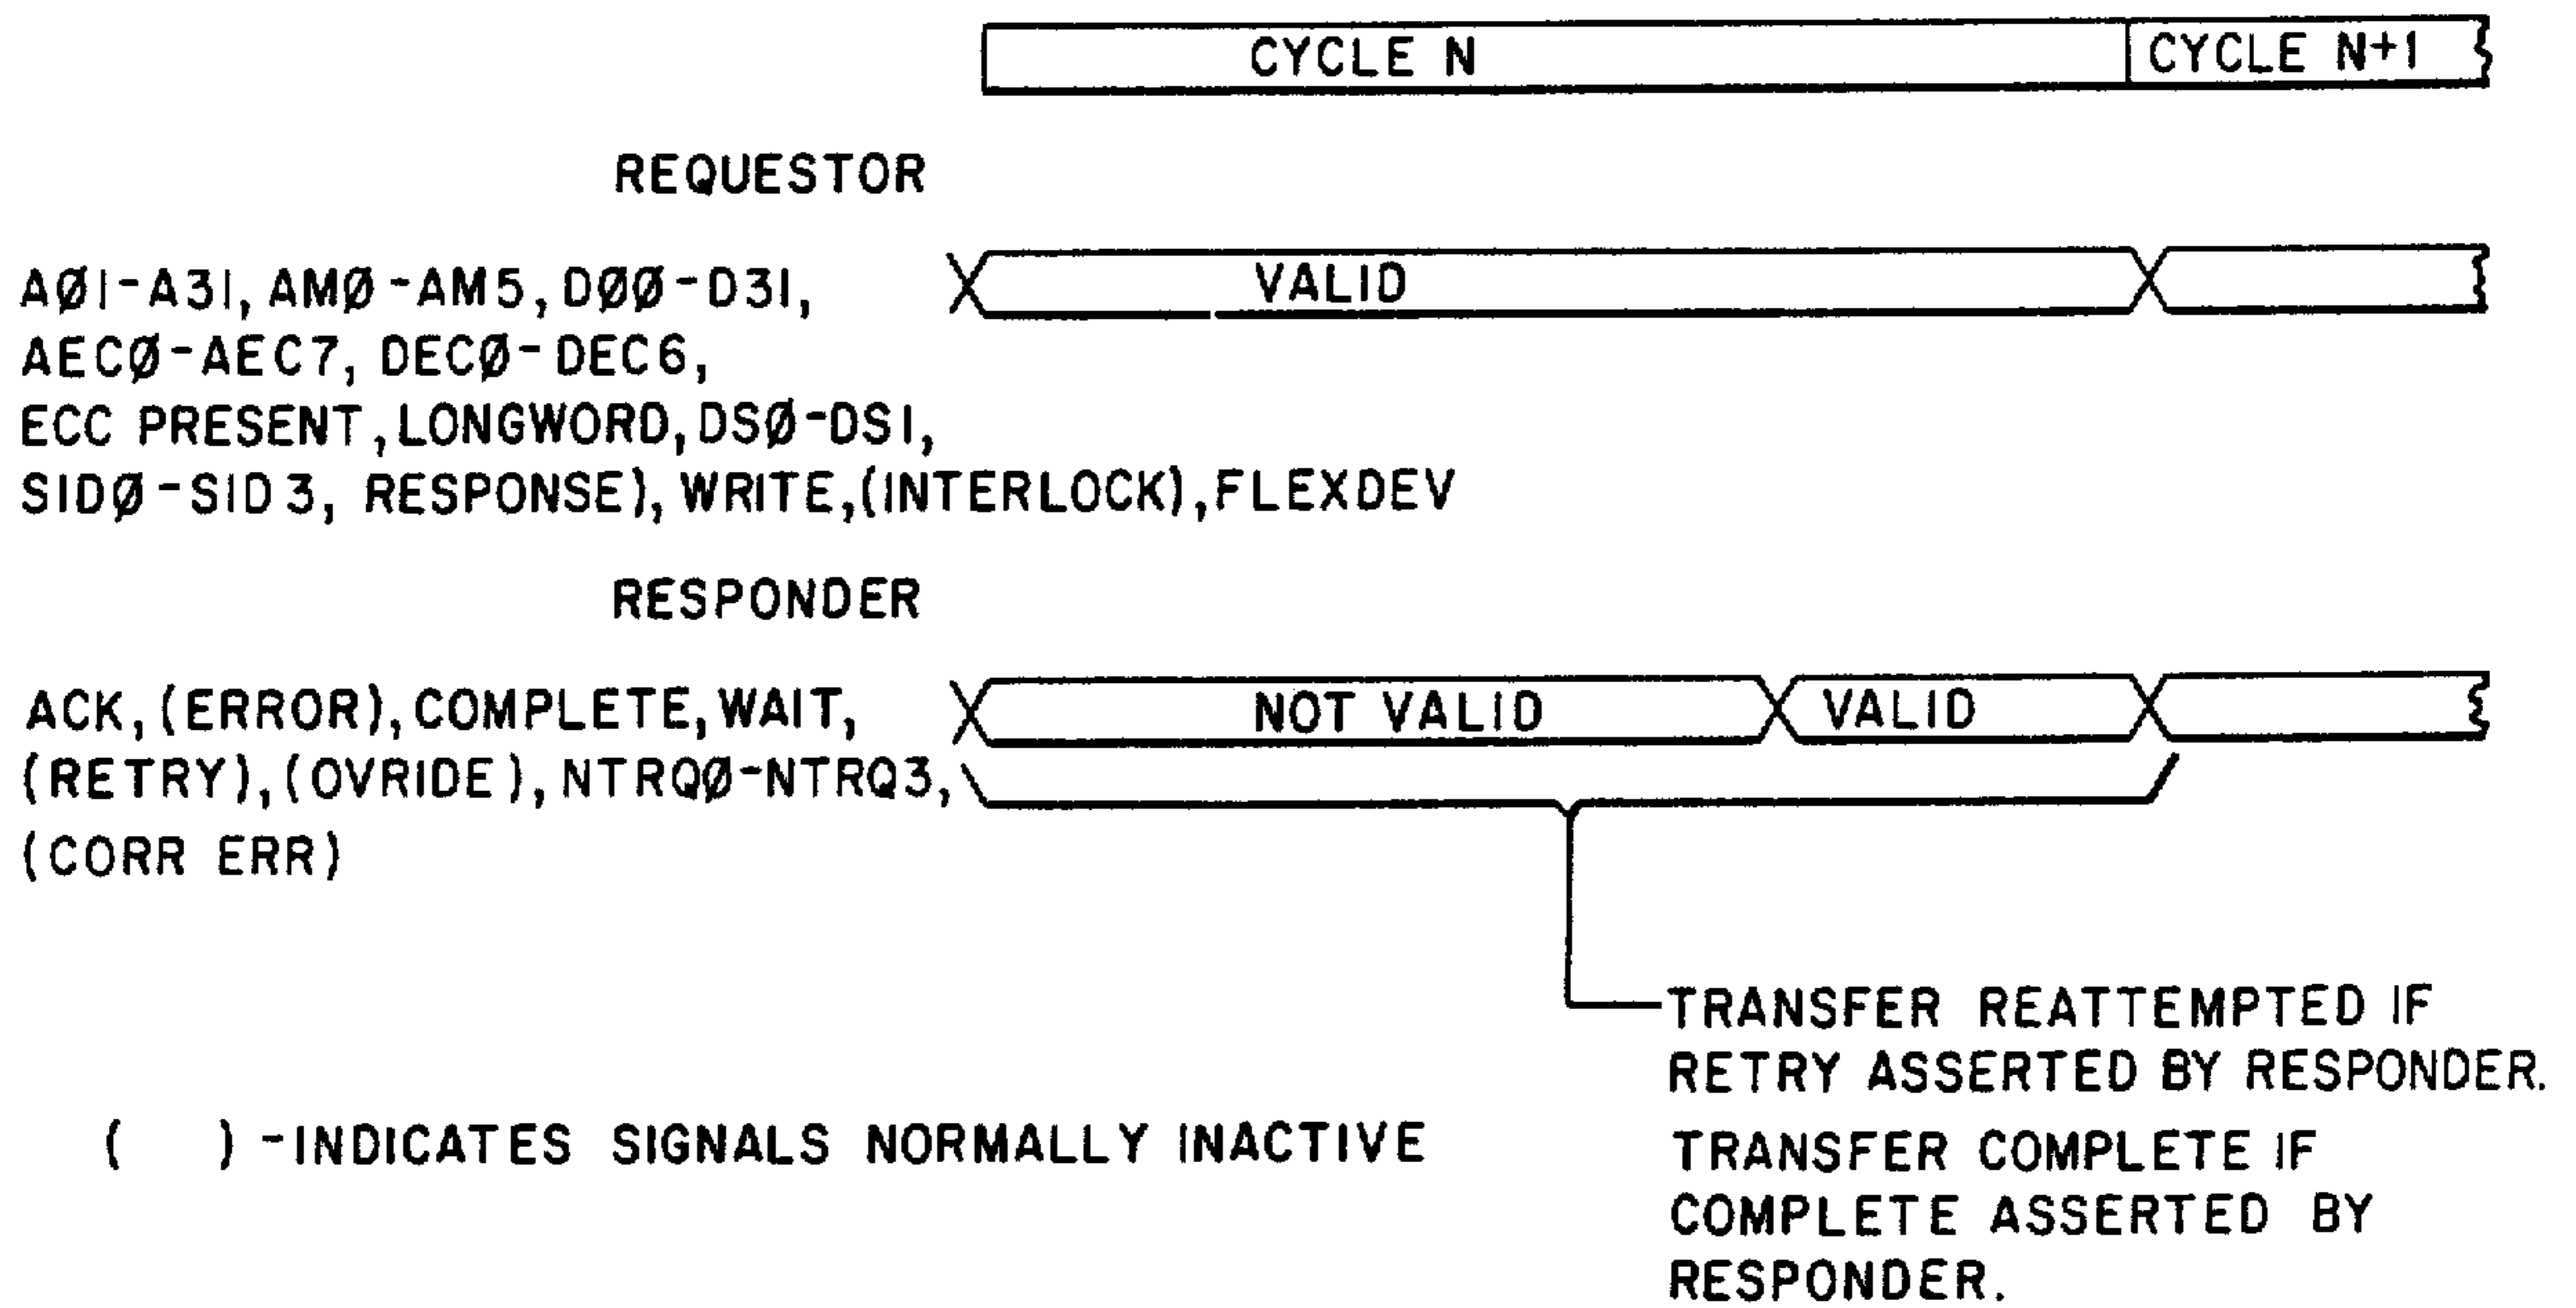 CYCLE N CYCLE N+1
REQUESTOR
AØ1-A31, AMØ-AM5, DØØ-D31, VALID
AECØ-AEC7, DECØ-DEC6,
ECC PRESENT, LONGWORD, DSØ-DS1,
SIDØ-SID3, RESPONSE), WRITE, (INTERLOCK), FLEXDEV
RESPONDER
ACK, (ERROR), COMPLETE, WAIT, NOT VALID VALID
(RETRY), (OVRIDE), NTRQØ-NTRQ3,
(CORR ERR)
TRANSFER REATTEMPTED IF
RETRY ASSERTED BY RESPONDER.
( ) -INDICATES SIGNALS NORMALLY INACTIVE
TRANSFER COMPLETE IF
COMPLETE ASSERTED BY
RESPONDER.